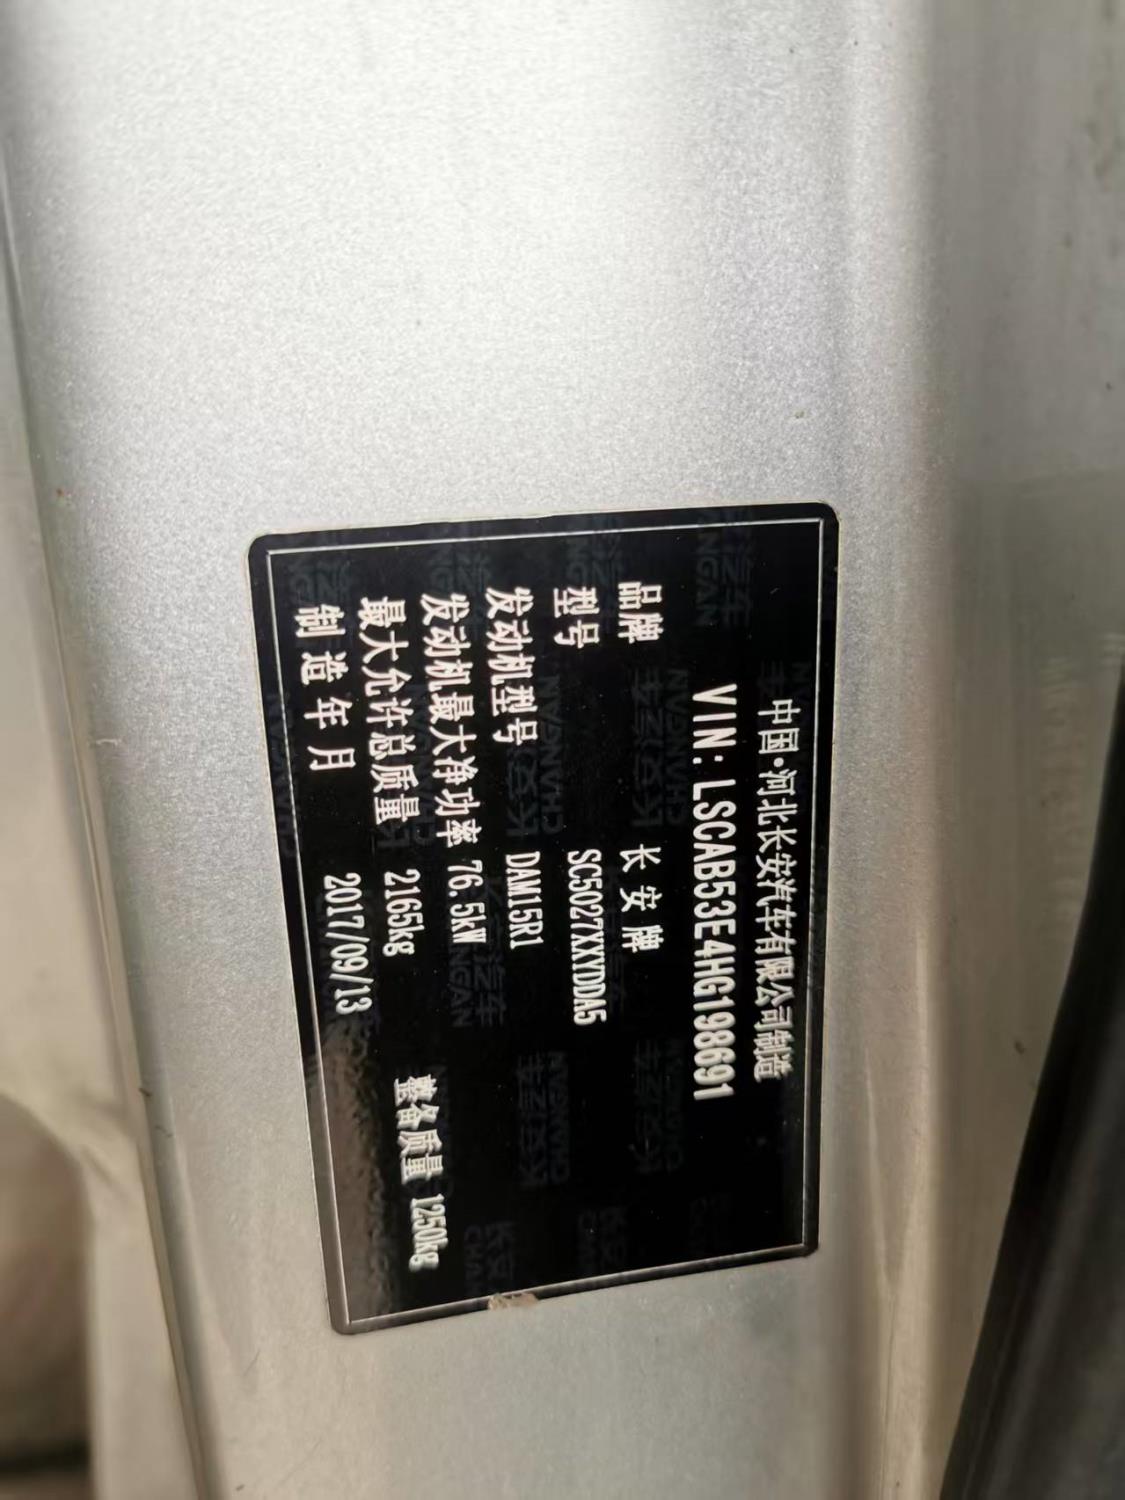 中国·河北长安汽车有限公司制造
VIN: LSCAB53E4HG198691
品牌 长安牌
型号 SC5027XXYDDA5
发动机型号 DAM15R1
发动机最大净功率 76.5kW
最大允许总质量 2165kg 整备质量 1250kg
制造年月 2017/09/13